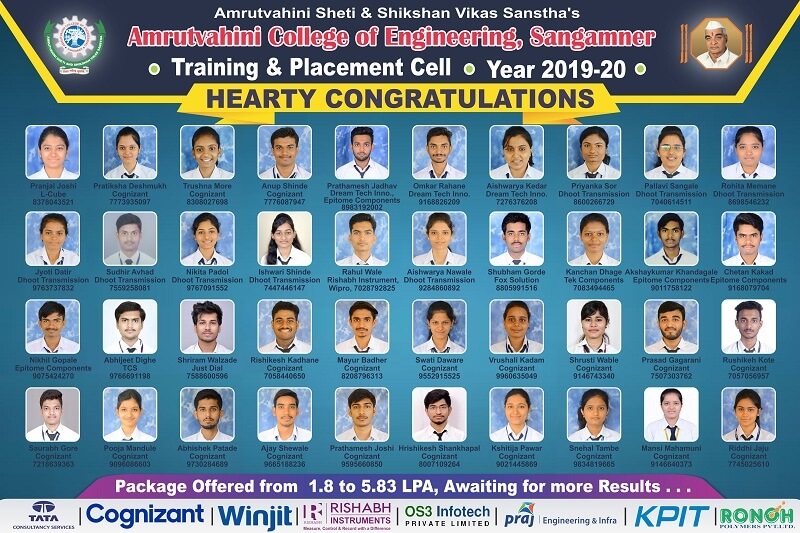 Amrutvahini Sheti & Shikshan Vikas Sanstha's
Amrutvahini College of Engineering, Sangamner
• Training & Placement Cell • Year 2019-20 •
HEARTY CONGRATULATIONS
Pranjal Joshi
L-Cube
8378043521
Pratiksha Deshmukh
Cognizant
7773935097
Trushna More
Cognizant
8308027698
Anup Shinde
Cognizant
7776087947
Prathamesh Jadhav
Dream Tech Inno.,
Epitome Components
8983192002
Omkar Rahane
Dream Tech Inno.
9168826209
Aishwarya Kedar
Dream Tech Inno.
7276376208
Priyanka Sor
Dhoot Transmission
8600266729
Pallavi Sangale
Dhoot Transmission
7040614511
Rohita Memane
Dhoot Transmission
8698546232
Jyoti Datir
Dhoot Transmission
9763737832
Sudhir Avhad
Dhoot Transmission
7559258081
Nikita Padol
Dhoot Transmission
9767091552
Ishwari Shinde
Dhoot Transmission
7447446147
Rahul Wale
Rishabh Instrument,
Wipro, 7028792825
Aishwarya Nawale
Dhoot Transmission
9284860892
Shubham Gorde
Fox Solution
8805991516
Kanchan Dhage
Tek Components
7083494465
Akshaykumar Khandagale
Epitome Components
9011758122
Chetan Kakad
Epitome Components
9168079704
Nikhil Gopale
Epitome Components
9075424270
Abhijeet Dighe
TCS
9766691198
Shriram Walzade
Just Dial
7588600596
Rishikesh Kadhane
Cognizant
7058440650
Mayur Badher
Cognizant
8208796313
Swati Daware
Cognizant
9552915525
Vrushali Kadam
Cognizant
9960635049
Shrusti Wable
Cognizant
9146743340
Prasad Gagarani
Cognizant
7507303762
Rushikeh Kote
Cognizant
7057056957
Saurabh Gore
Cognizant
7218639363
Pooja Mandule
Cognizant
9096086603
Abhishek Patade
Cognizant
9730284689
Ajay Shewale
Cognizant
9665188236
Prathamesh Joshi
Cognizant
9595660850
Hrishikesh Shankhapal
Cognizant
8007109264
Kshitija Pawar
Cognizant
9021445869
Snehal Tambe
Cognizant
9834819665
Mansi Mahamuni
Cognizant
9146640373
Riddhi Jaju
Cognizant
7745025610
Package Offered from 1.8 to 5.83 LPA, Awaiting for more Results . . .
TATA
CONSULTANCY SERVICES
Cognizant
Winjit
RISHABH
INSTRUMENTS
Measure, Control & Record with a Difference
OS3 Infotech
PRIVATE LIMITED
praj Engineering & Infra
KPIT
RONCH
POLYMERS PVT.LTD.